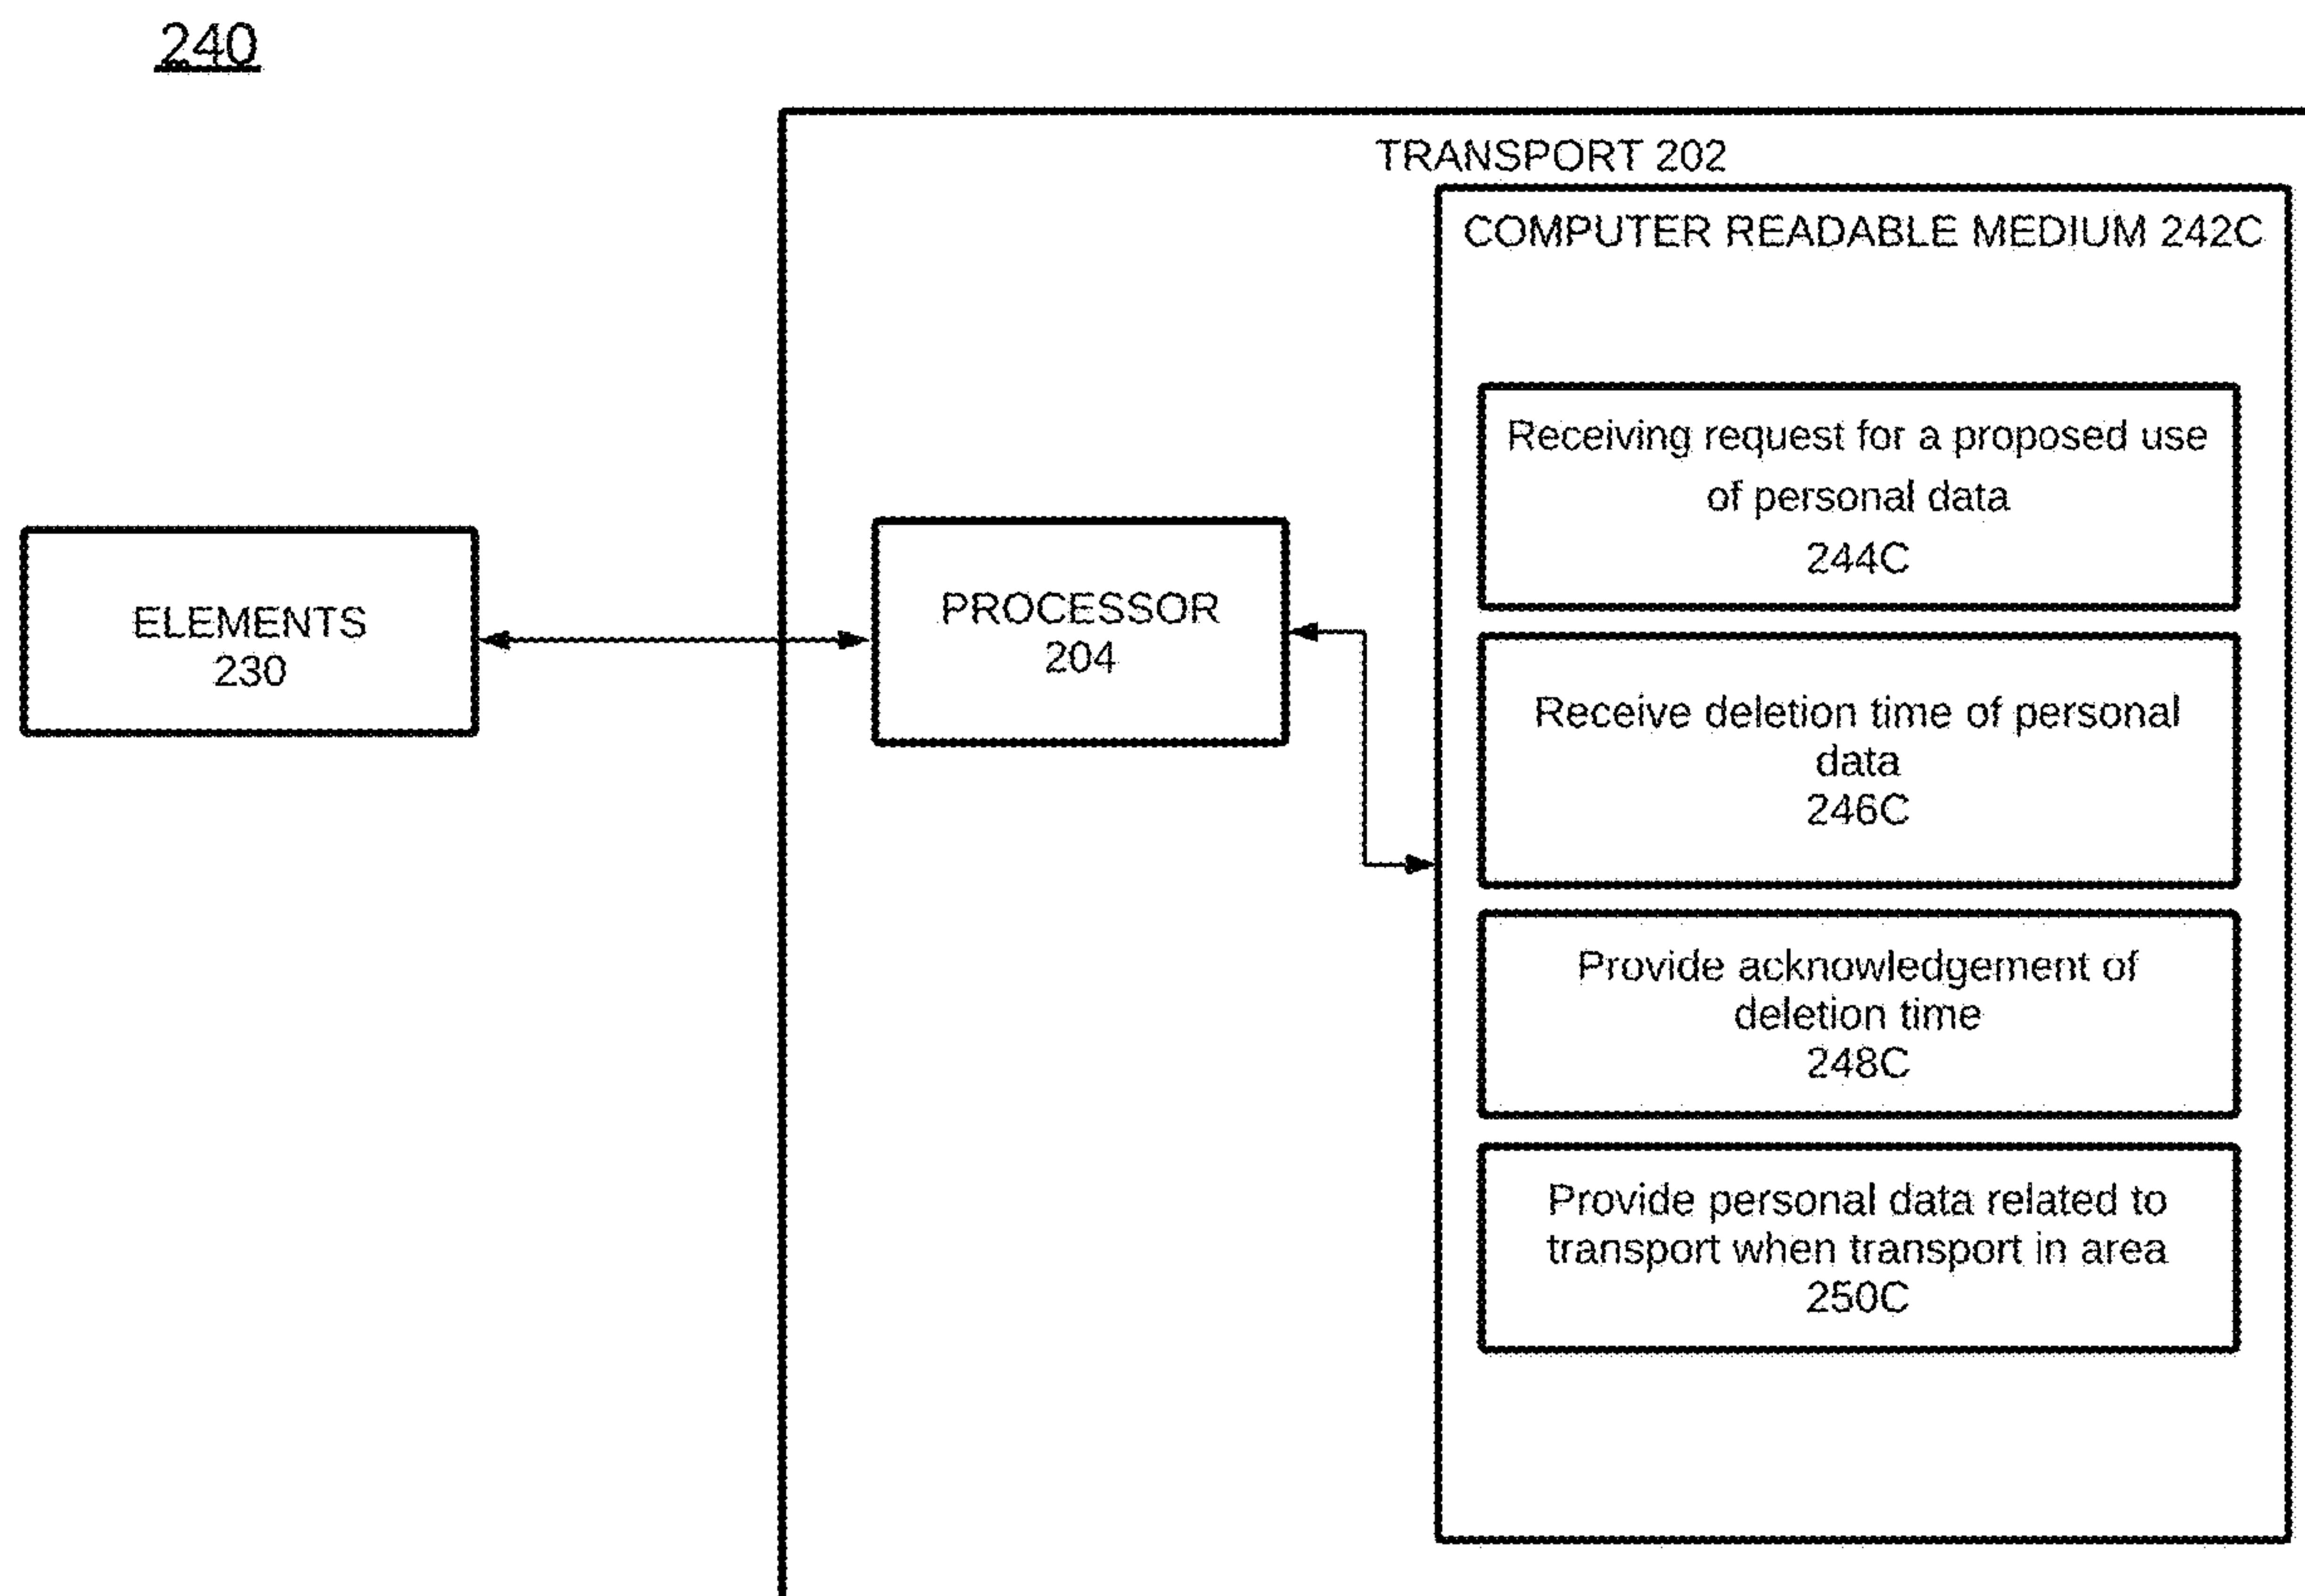 240
TRANSPORT 202
COMPUTER READABLE MEDIUM 242C
Receiving request for a proposed use
of personal data
244C
ELEMENTS
230
PROCESSOR
204
Receive deletion time of personal
data
246C
Provide acknowledgement of
deletion time
248C
Provide personal data related to
transport when transport in area
250C